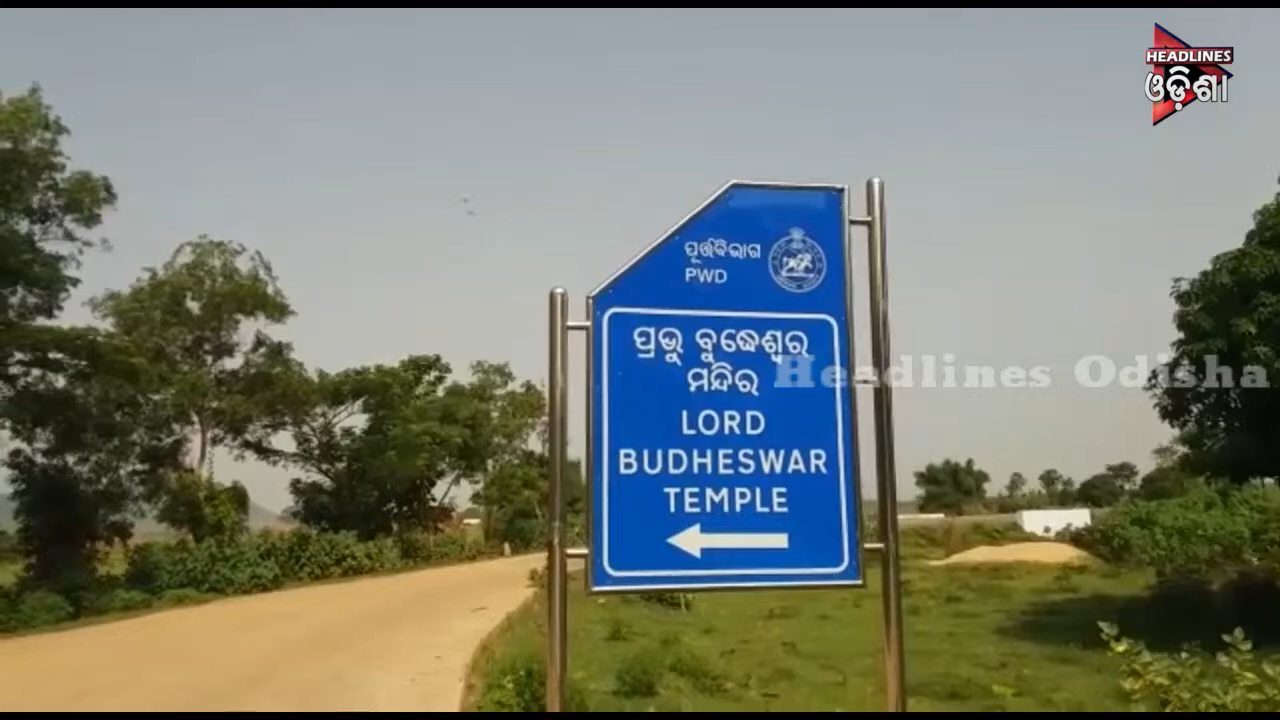 HEADLINES
ଓଡ଼ିଶା
ପୂର୍ତ୍ତବିଭାଗ
PWD
ପ୍ରଭୁ ବୁଦ୍ଧେଶ୍ୱର
ମନ୍ଦିର
Headlines Odisha
LORD
BUDHESWAR
TEMPLE